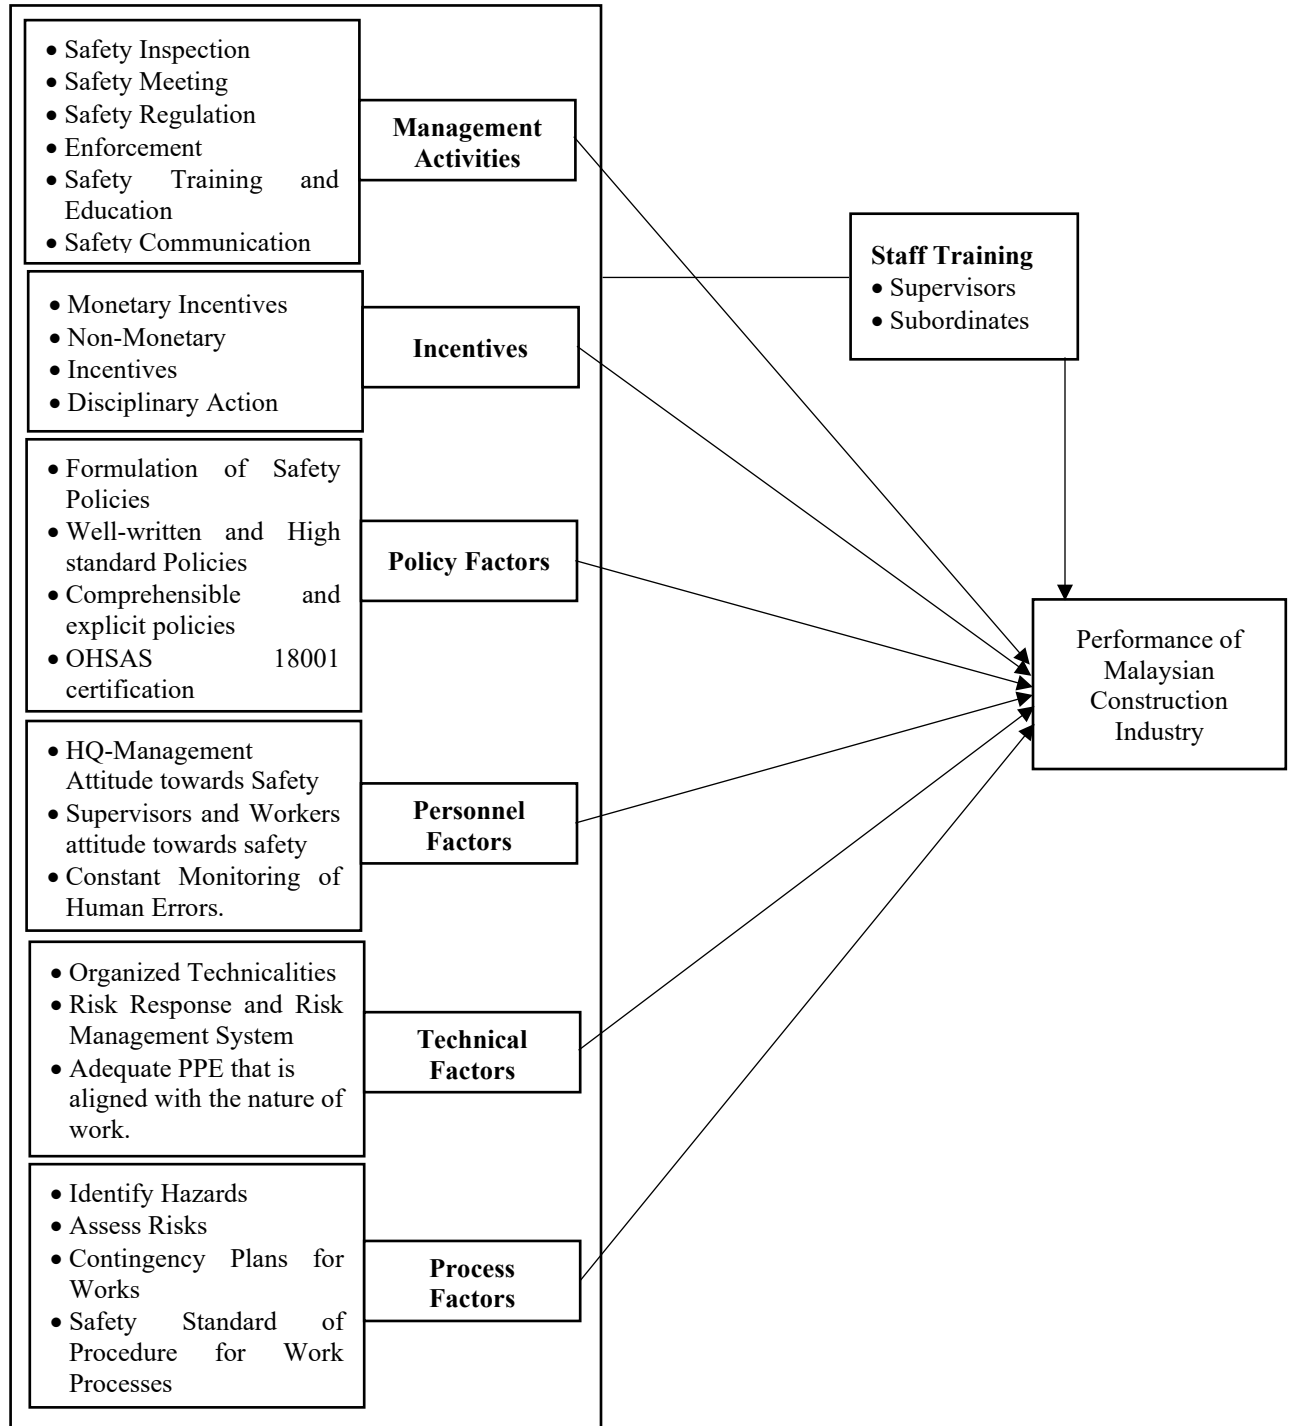 • Safety Inspection
• Safety Meeting
• Safety Regulation
• Enforcement
• Safety Training and
Education
• Safety Communication
Management
Activities
Staff Training
• Supervisors
• Subordinates
• Monetary Incentives
• Non-Monetary
• Incentives
• Disciplinary Action
Incentives
• Formulation of Safety
Policies
• Well-written and High
standard Policies
• Comprehensible and
explicit policies
• OHSAS 18001
certification
Policy Factors
Performance of
Malaysian
Construction
Industry
• HQ-Management
Attitude towards Safety
• Supervisors and Workers
attitude towards safety
• Constant Monitoring of
Human Errors.
Personnel
Factors
• Organized Technicalities
• Risk Response and Risk
Management System
• Adequate PPE that is
aligned with the nature of
work.
Technical
Factors
• Identify Hazards
• Assess Risks
• Contingency Plans for
Works
• Safety Standard of
Procedure for Work
Processes
Process
Factors